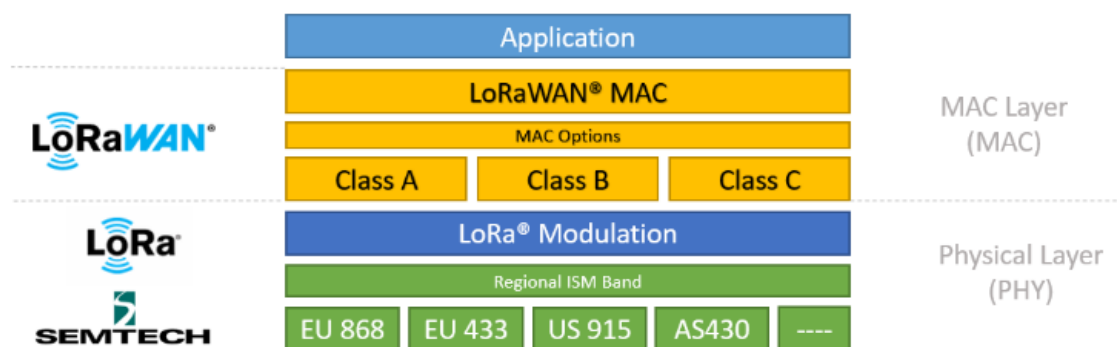 Application
LoRaWAN® MAC
MAC Layer
(MAC)
LoRaWAN®
MAC Options
Class A Class B Class C
LoRa®
LoRa® Modulation
Physical Layer
(PHY)
Regional ISM Band
SEMTECH
EU 868 EU 433 US 915 AS430 ----